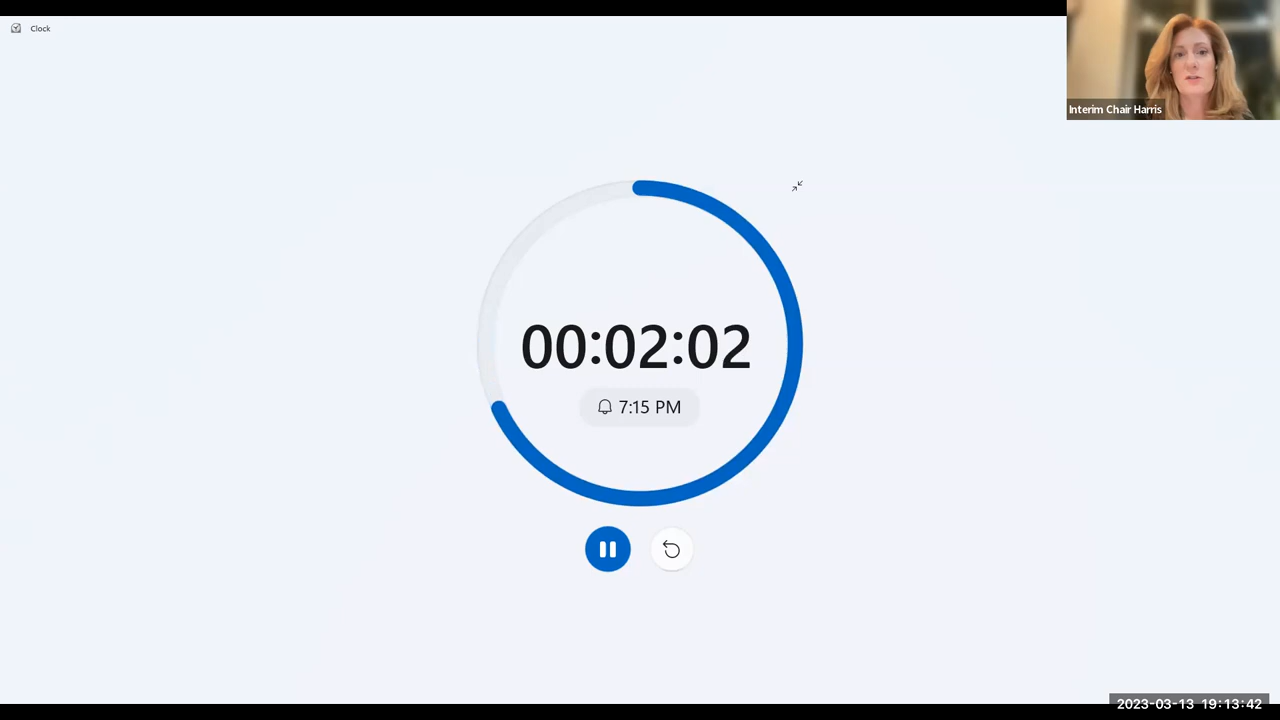 Clock
Interim Chair Harris
00:02:02
7:15 PM
2023-03-13 19:13:42